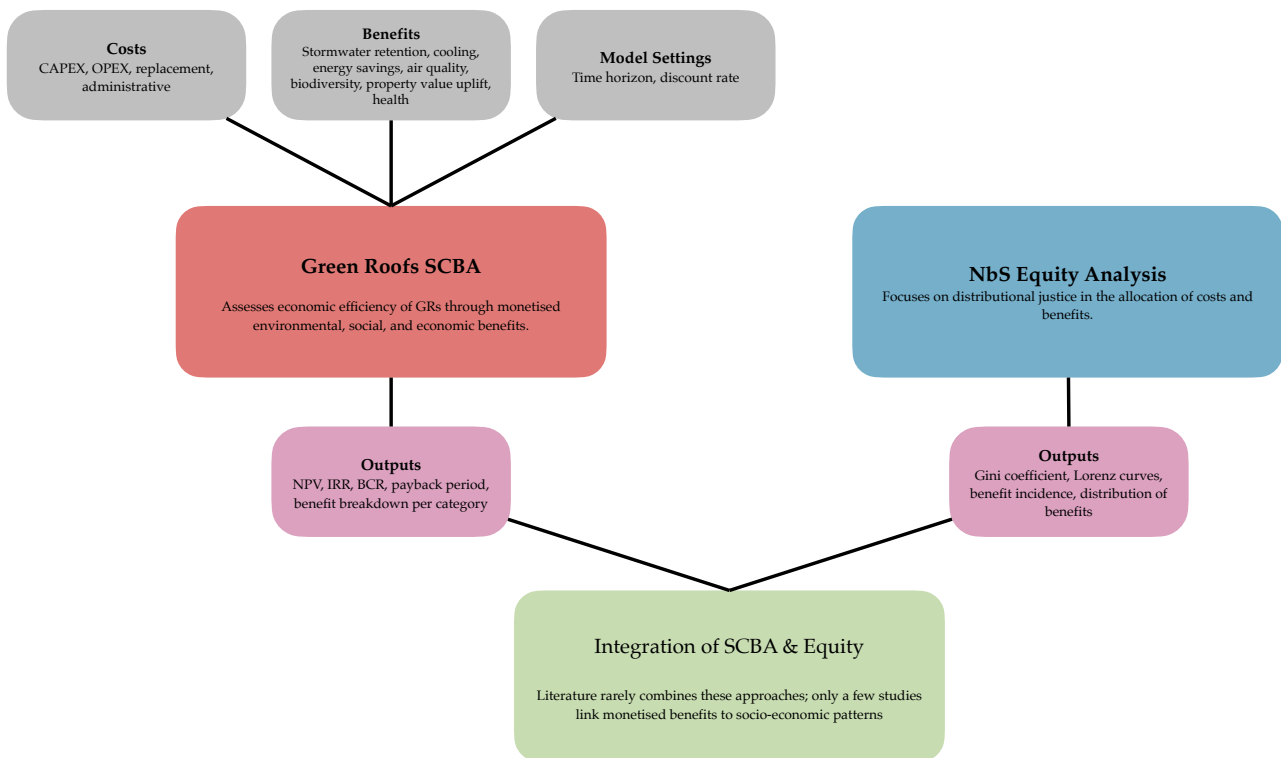 Costs
CAPEX, OPEX, replacement,
administrative
Benefits
Stormwater retention, cooling,
energy savings, air quality,
biodiversity, property value uplift,
health
Model Settings
Time horizon, discount rate
Green Roofs SCBA
Assesses economic efficiency of GRs through monetised
environmental, social, and economic benefits.
NbS Equity Analysis
Focuses on distributional justice in the allocation of costs and
benefits.
Outputs
NPV, IRR, BCR, payback period,
benefit breakdown per category
Outputs
Gini coefficient, Lorenz curves,
benefit incidence, distribution of
benefits
Integration of SCBA & Equity
Literature rarely combines these approaches; only a few studies
link monetised benefits to socio-economic patterns